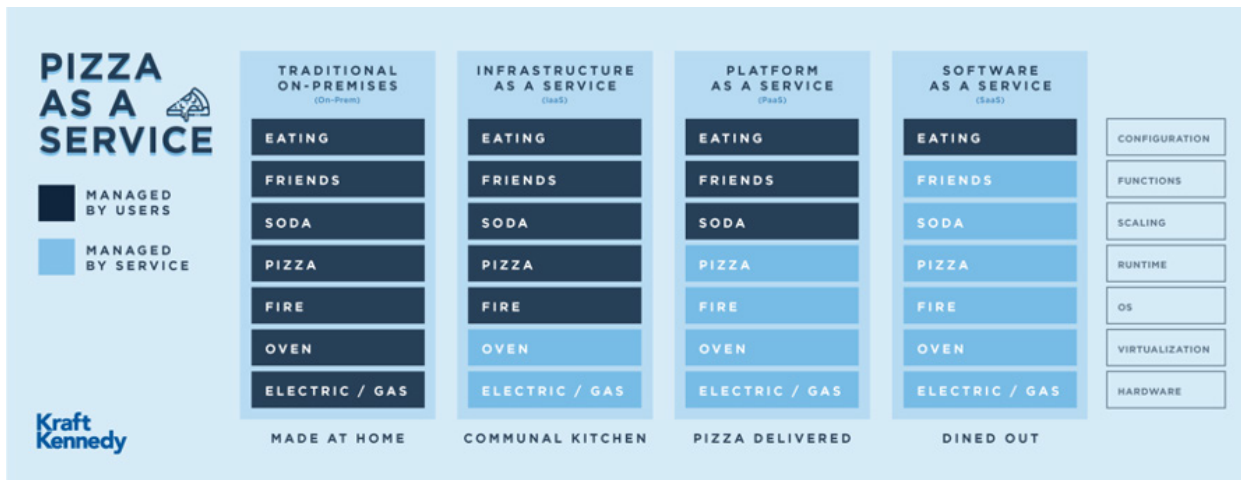 PIZZA
AS A
SERVICE
MANAGED
BY USERS
MANAGED
BY SERVICE
Kraft
Kennedy
TRADITIONAL
ON-PREMISES
(On-Prem)
EATING
FRIENDS
SODA
PIZZA
FIRE
OVEN
ELECTRIC / GAS
MADE AT HOME
INFRASTRUCTURE
AS A SERVICE
(IaaS)
EATING
FRIENDS
SODA
PIZZA
FIRE
OVEN
ELECTRIC / GAS
COMMUNAL KITCHEN
PLATFORM
AS A SERVICE
(PaaS)
EATING
FRIENDS
SODA
PIZZA
FIRE
OVEN
ELECTRIC / GAS
PIZZA DELIVERED
SOFTWARE
AS A SERVICE
(SaaS)
EATING
FRIENDS
SODA
PIZZA
FIRE
OVEN
ELECTRIC / GAS
DINED OUT
CONFIGURATION
FUNCTIONS
SCALING
RUNTIME
OS
VIRTUALIZATION
HARDWARE